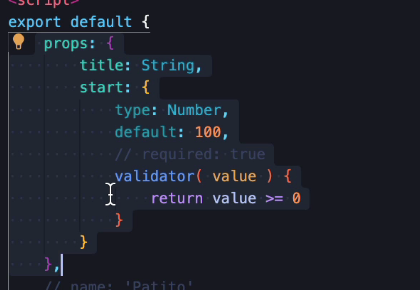 <script>
export default {
props: {
title: String,
start: {
type: Number,
default: 100,
// required: true
validator( value ) {
return value >= 0
}
}
},
// name: 'Patito'